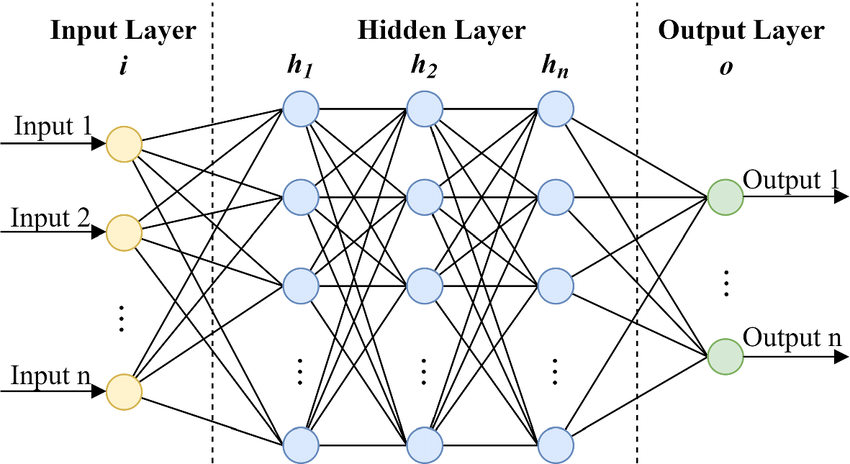 Input Layer
i
Hidden Layer
h1 h2 hn
Output Layer
o
Input 1
Input 2
Input n
Output 1
Output n